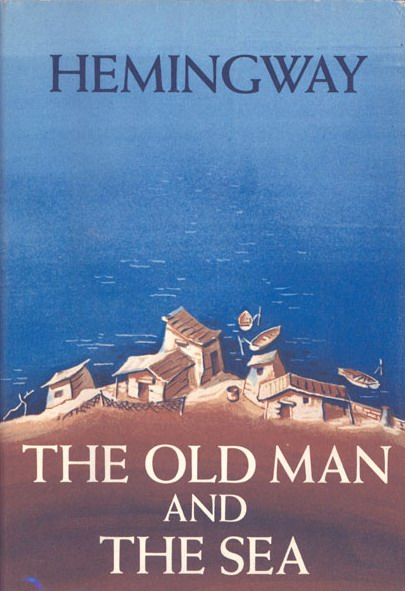 HEMINGWAY
THE OLD MAN
AND
THE SEA